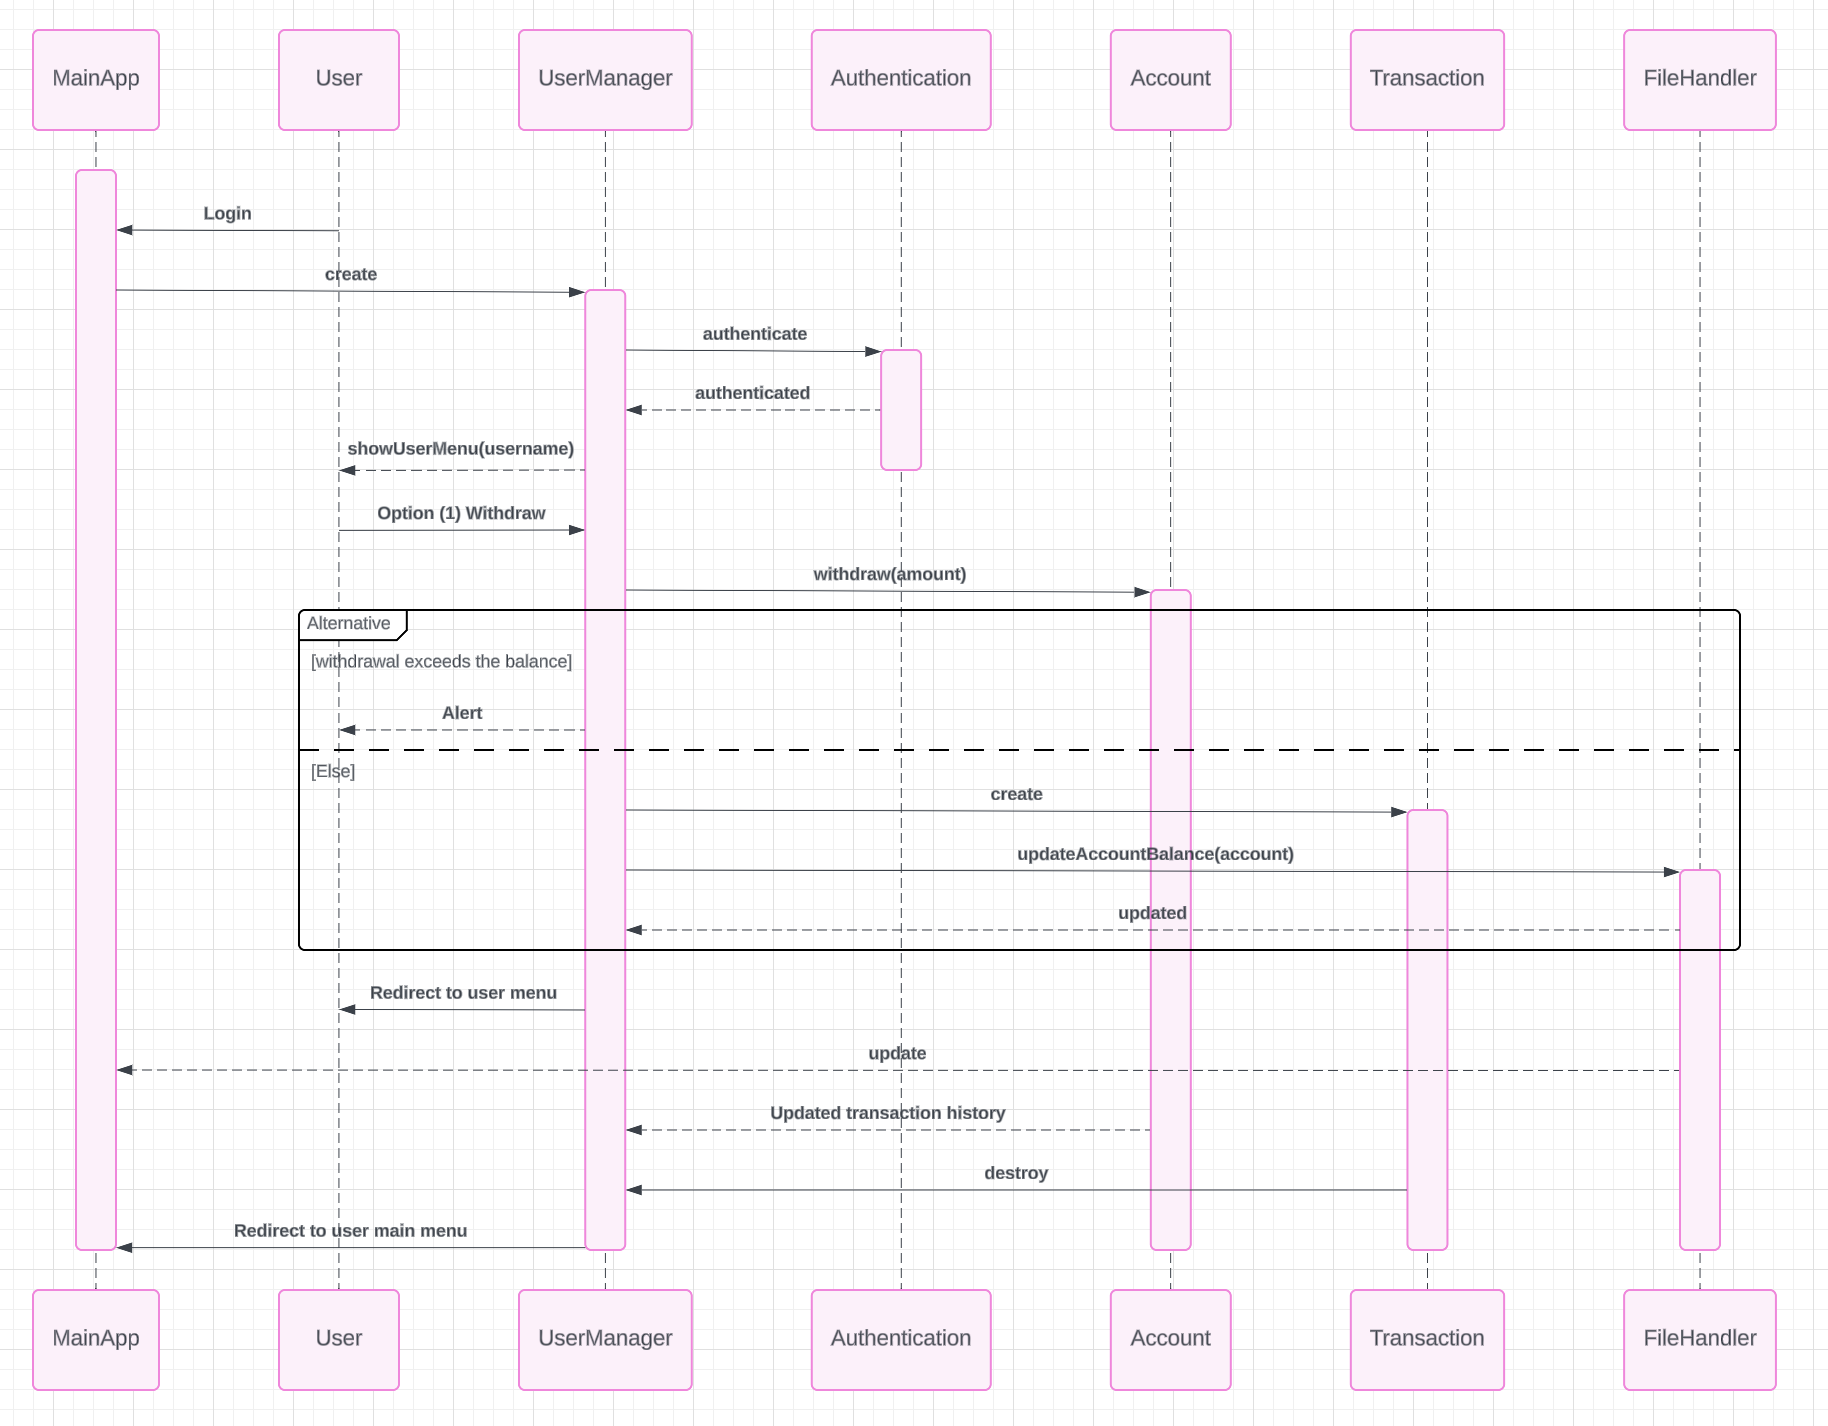 MainApp
User
UserManager
Authentication
Account
Transaction
FileHandler
Login
create
authenticate
authenticated
showUserMenu(username)
Option (1) Withdraw
withdraw(amount)
Alternative
[withdrawal exceeds the balance]
Alert
[Else]
create
updateAccountBalance(account)
updated
Redirect to user menu
update
Updated transaction history
destroy
Redirect to user main menu
MainApp
User
UserManager
Authentication
Account
Transaction
FileHandler